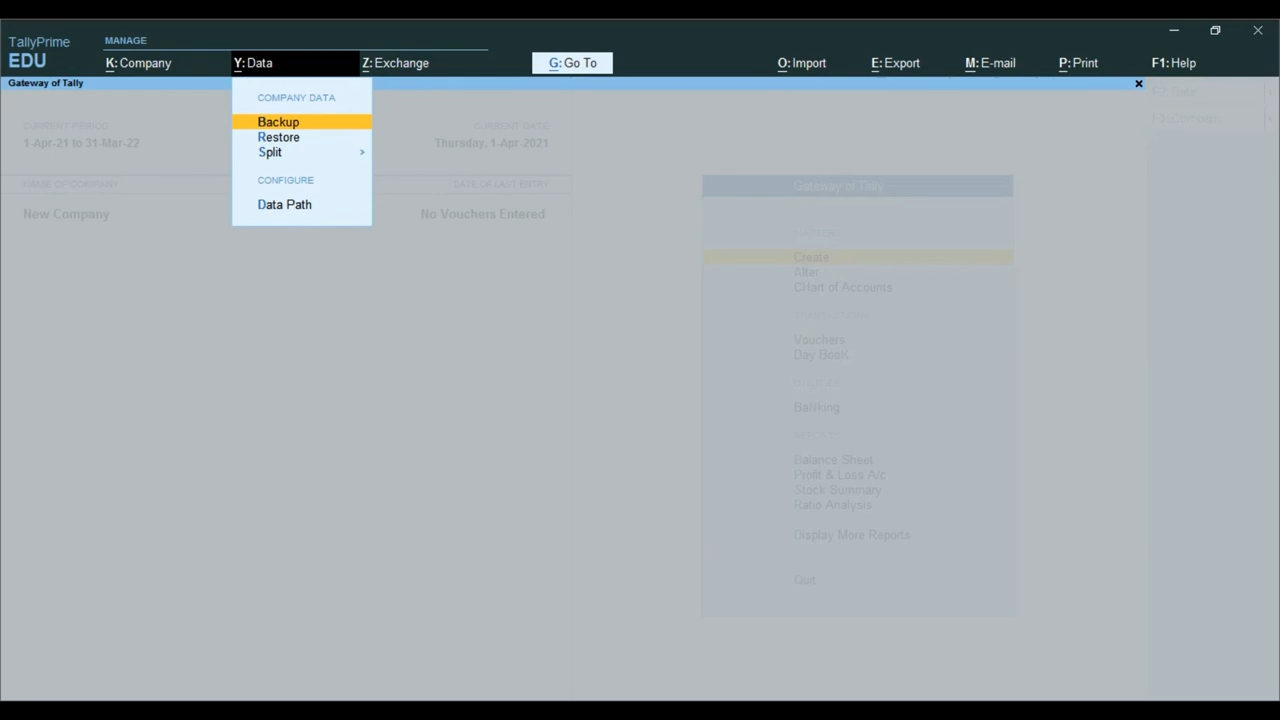 TallyPrime
EDU
MANAGE
K: Company
Y: Data
Z: Exchange
G: Go To
O: Import
E: Export
M: E-mail
P: Print
F1: Help
Gateway of Tally
COMPANY DATA
Backup
Restore
Split
CONFIGURE
Data Path
CURRENT PERIOD
1-Apr-21 to 31-Mar-22
CURRENT DATE
Thursday, 1-Apr-2021
NAME OF COMPANY
DATE OF LAST ENTRY
New Company
No Vouchers Entered
Gateway of Tally
Create
Alter
CHart of Accounts
Vouchers
Day BooK
BaNking
Balance Sheet
Profit & Loss A/c
Stock Summary
Ratio Analysis
Display More Reports
Quit
F2: Date
F3: Company